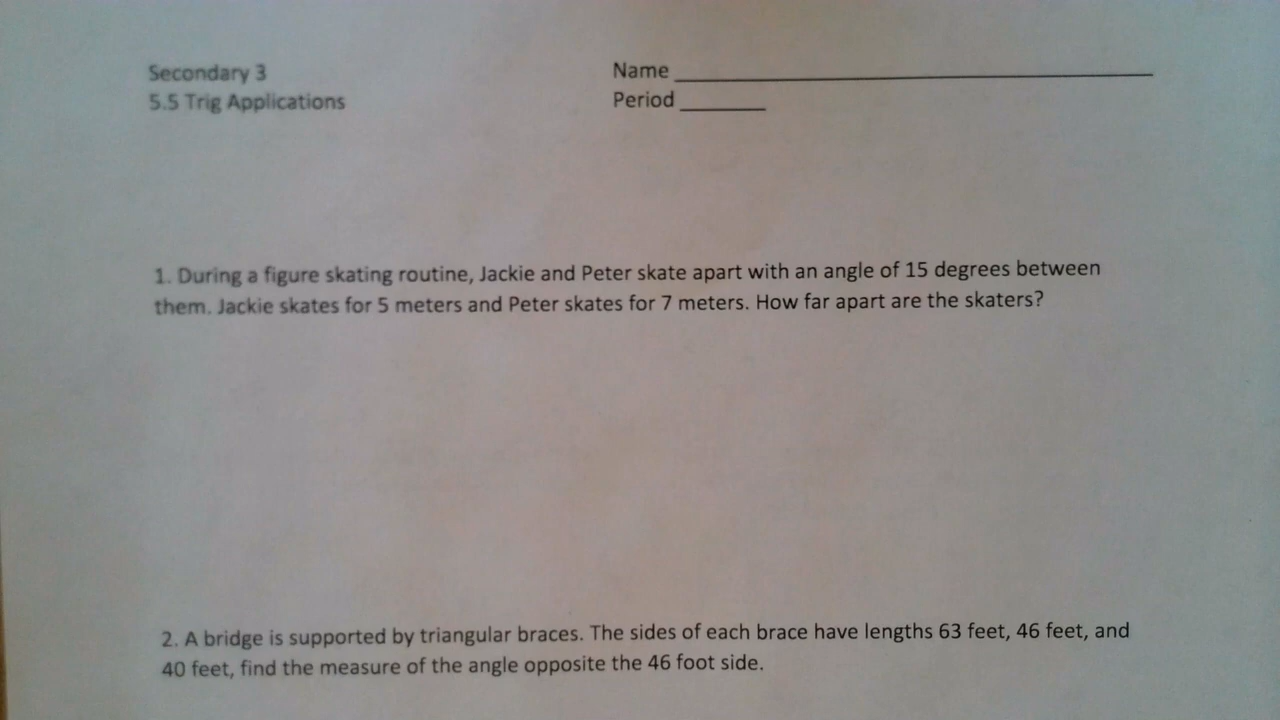 Secondary 3
5.5 Trig Applications
Name
Period
1. During a figure skating routine, Jackie and Peter skate apart with an angle of 15 degrees between
them. Jackie skates for 5 meters and Peter skates for 7 meters. How far apart are the skaters?
2. A bridge is supported by triangular braces. The sides of each brace have lengths 63 feet, 46 feet, and
40 feet, find the measure of the angle opposite the 46 foot side.